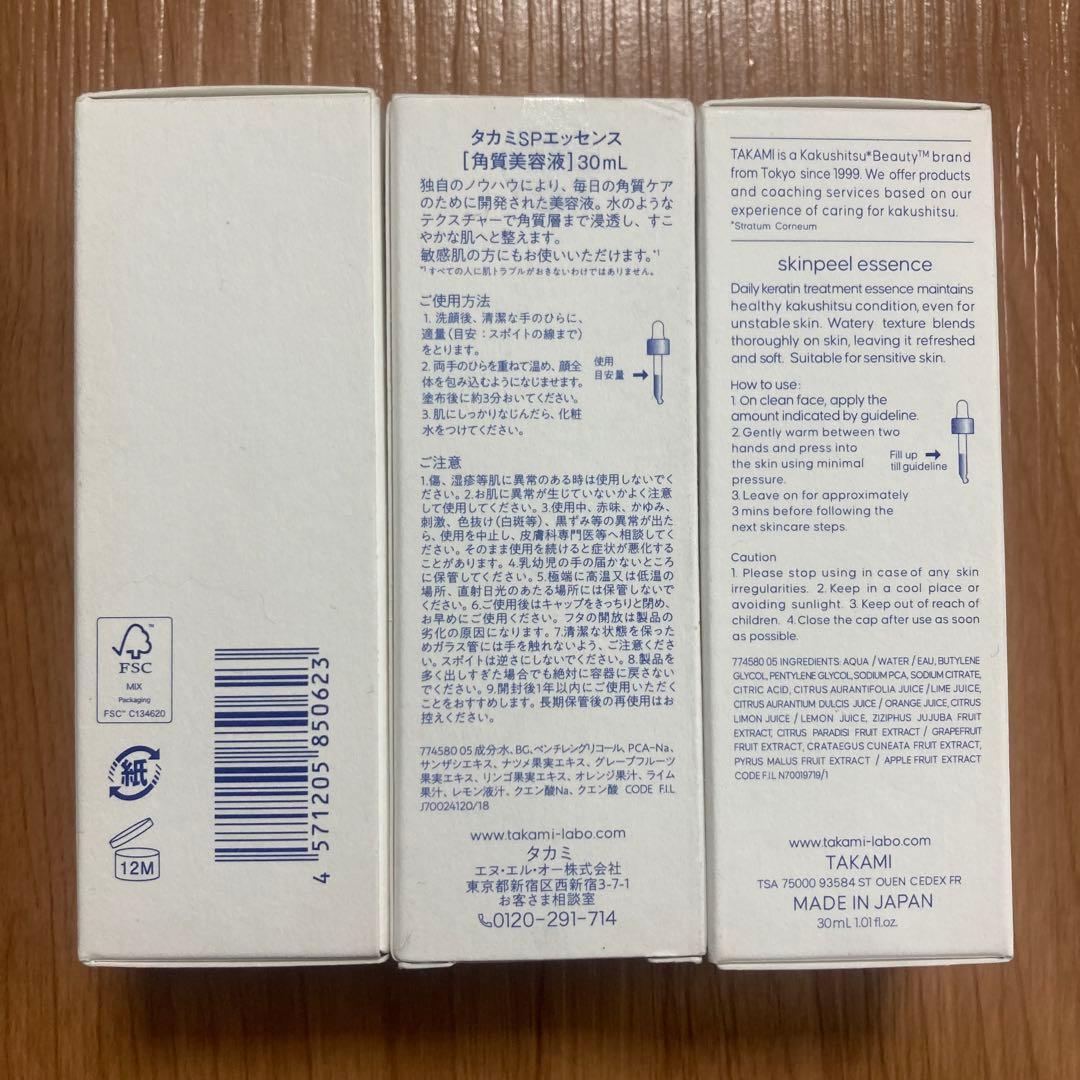 FSC™
MIX
Packaging
FSC™ C134620
紙
12M
4 571205 850623
タカミSPエッセンス
[角質美容液]30mL
独自のノウハウにより、毎日の角質ケア
のために開発された美容液。水のような
テクスチャーで角質層まで浸透し、すこ
やかな肌へと整えます。
敏感肌の方にもお使いいただけます。*1
*1 すべての人に肌トラブルがおきないわけではありません。
ご使用方法
1. 洗顔後、清潔な手のひらに、
適量(目安:スポイトの線まで)
をとります。
2. 両手のひらを重ねて温め、顔全
体を包み込むようになじませます。
塗布後に約3分おいてください。
3. 肌にしっかりなじんだら、化粧
水をつけてください。
使用
目安量
ご注意
1.傷、湿疹等肌に異常のある時は使用しないでく
ださい。2.お肌に異常が生じていないかよく注意
して使用してください。3.使用中、赤味、かゆみ、
刺激、色抜け(白斑等)、黒ずみ等の異常が出た
ら、使用を中止し、皮膚科専門医等へ相談してく
ださい。そのまま使用を続けると症状が悪化する
ことがあります。4.乳幼児の手の届かないところ
に保管してください。5.極端に高温又は低温の
場所、直射日光のあたる場所には保管しないで
ください。6.ご使用後はキャップをきっちりと閉め、
お早めにご使用ください。フタの開放は製品の
劣化の原因になります。7.清潔な状態を保った
めガラス管には手を触れないよう、ご注意くださ
い。スポイトは逆さにしないでください。8.製品を
多く出しすぎた場合でも絶対に容器に戻さない
でください。9.開封後1年以内にご使用いただく
ことをおすすめします。長期保管後の再使用はお
控えください。
774580 05 成分水、BG、ペンチレングリコール、PCA-Na、
サンザシエキス、ナツメ果実エキス、グレープフルーツ
果実エキス、リンゴ果実エキス、オレンジ果汁、ライム
果汁、レモン液汁、クエン酸Na、クエン酸 CODE F.I.L
J70024120/18
www.takami-labo.com
タカミ
エヌ・エル・オー株式会社
東京都新宿区西新宿3-7-1
お客さま相談室
0120-291-714
TAKAMI is a Kakushitsu*Beauty™ brand
from Tokyo since 1999. We offer products
and coaching services based on our
experience of caring for kakushitsu.
*Stratum Corneum
skinpeel essence
Daily keratin treatment essence maintains
healthy kakushitsu condition, even for
unstable skin. Watery texture blends
thoroughly on skin, leaving it refreshed
and soft. Suitable for sensitive skin.
How to use:
1. On clean face, apply the
amount indicated by guideline.
2. Gently warm between two
hands and press into
the skin using minimal
pressure.
3. Leave on for approximately
3 mins before following the
next skincare steps.
Fill up
till guideline
Caution
1. Please stop using in case of any skin
irregularities. 2. Keep in a cool place or
avoiding sunlight. 3. Keep out of reach of
children. 4.Close the cap after use as soon
as possible.
774580 05 INGREDIENTS: AQUA / WATER / EAU, BUTYLENE
GLYCOL, PENTYLENE GLYCOL, SODIUM PCA, SODIUM CITRATE,
CITRIC ACID, CITRUS AURANTIFOLIA JUICE / LIME JUICE,
CITRUS AURANTIUM DULCIS JUICE / ORANGE JUICE, CITRUS
LIMON JUICE / LEMON JUICE, ZIZIPHUS JUJUBA FRUIT
EXTRACT, CITRUS PARADISI FRUIT EXTRACT / GRAPEFRUIT
FRUIT EXTRACT, CRATAEGUS CUNEATA FRUIT EXTRACT,
PYRUS MALUS FRUIT EXTRACT / APPLE FRUIT EXTRACT
CODE F.I.L N70019719/1
www.takami-labo.com
TAKAMI
TSA 75000 93584 ST OUEN CEDEX FR
MADE IN JAPAN
30mL 1.01 fl.oz.